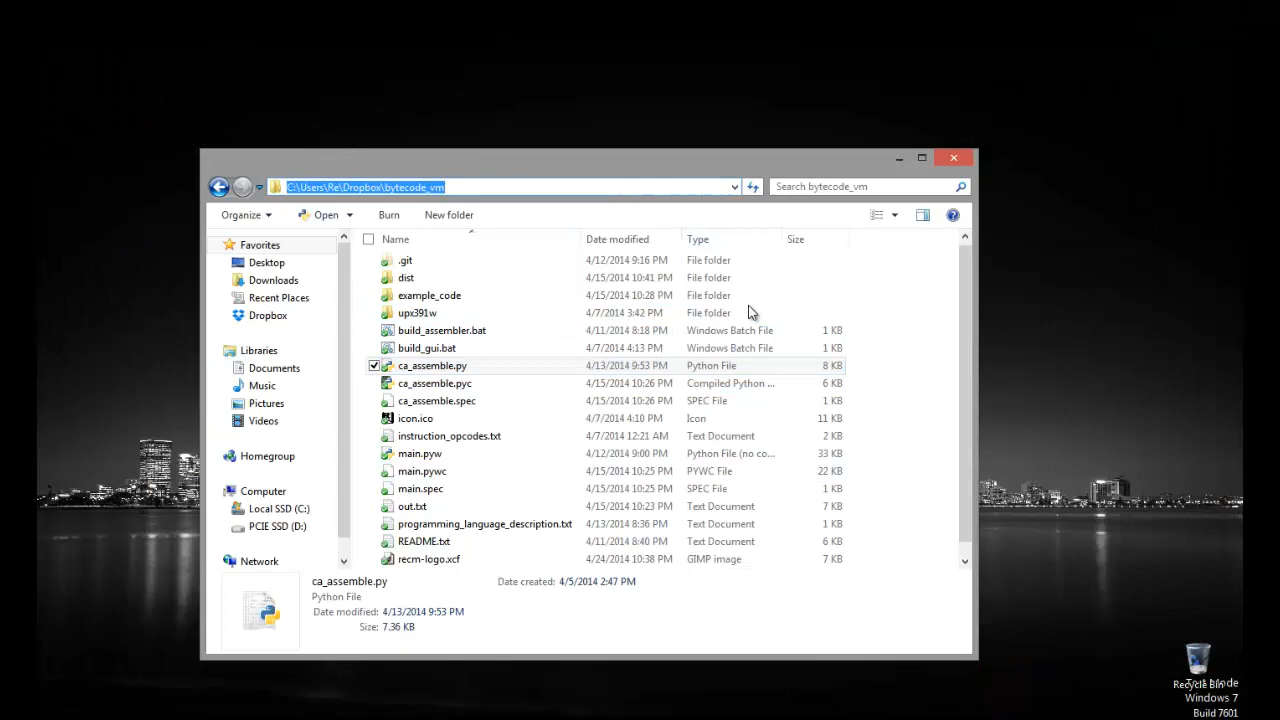 C:\Users\Re\Dropbox\bytecode_vm
Search bytecode_vm
Organize Open Burn New folder
Favorites
Desktop
Downloads
Recent Places
Dropbox
Libraries
Documents
Music
Pictures
Videos
Homegroup
Computer
Local SSD (C:)
PCIE SSD (D:)
Network
Name Date modified Type Size
.git 4/12/2014 9:16 PM File folder
dist 4/15/2014 10:41 PM File folder
example_code 4/15/2014 10:28 PM File folder
upx391w 4/7/2014 3:42 PM File folder
build_assembler.bat 4/11/2014 8:18 PM Windows Batch File 1 KB
build_gui.bat 4/7/2014 4:13 PM Windows Batch File 1 KB
ca_assemble.py 4/13/2014 9:53 PM Python File 8 KB
ca_assemble.pyc 4/15/2014 10:26 PM Compiled Python ... 6 KB
ca_assemble.spec 4/15/2014 10:26 PM SPEC File 1 KB
icon.ico 4/7/2014 4:10 PM Icon 11 KB
instruction_opcodes.txt 4/7/2014 12:21 AM Text Document 2 KB
main.pyw 4/12/2014 9:00 PM Python File (no co... 33 KB
main.pywc 4/15/2014 10:25 PM PYWC File 22 KB
main.spec 4/15/2014 10:25 PM SPEC File 1 KB
out.txt 4/15/2014 10:23 PM Text Document 7 KB
programming_language_description.txt 4/13/2014 8:36 PM Text Document 1 KB
README.txt 4/11/2014 8:40 PM Text Document 6 KB
recm-logo.xcf 4/24/2014 10:38 PM GIMP image 7 KB
ca_assemble.py Date created: 4/5/2014 2:47 PM
Python File
Date modified: 4/13/2014 9:53 PM
Size: 7.36 KB
Recycle Bin
Windows 7
Build 7601